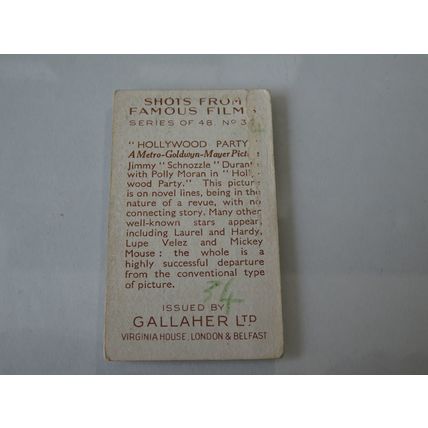 SHOTS FROM
FAMOUS FILMS
SERIES OF 48. Nº 3
"HOLLYWOOD PARTY"
A Metro-Goldwyn-Mayer Picture
Jimmy "Schnozzle" Durante
with Polly Moran in "Holly-
wood Party." This picture
is on novel lines, being in the
nature of a revue, with no
connecting story. Many other
well-known stars appear,
including Laurel and Hardy,
Lupe Velez and Mickey
Mouse: the whole is a
highly successful departure
from the conventional type
of picture.
34
ISSUED BY
GALLAHER LTD
VIRGINIA HOUSE, LONDON & BELFAST